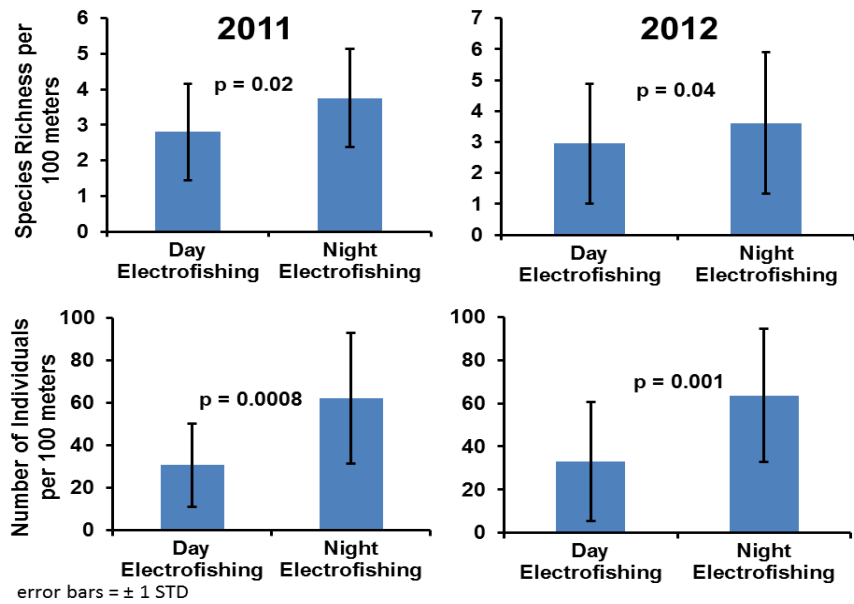 2011
Species Richness per
100 meters
6
5
4
3
2
1
0
p = 0.02
Day
Electrofishing
Night
Electrofishing
2012
7
6
5
4
3
2
1
0
p = 0.04
Day
Electrofishing
Night
Electrofishing
Number of Individuals
per 100 meters
100
80
60
40
20
0
p = 0.0008
Day
Electrofishing
Night
Electrofishing
100
80
60
40
20
0
p = 0.001
Day
Electrofishing
Night
Electrofishing
error bars = ± 1 STD